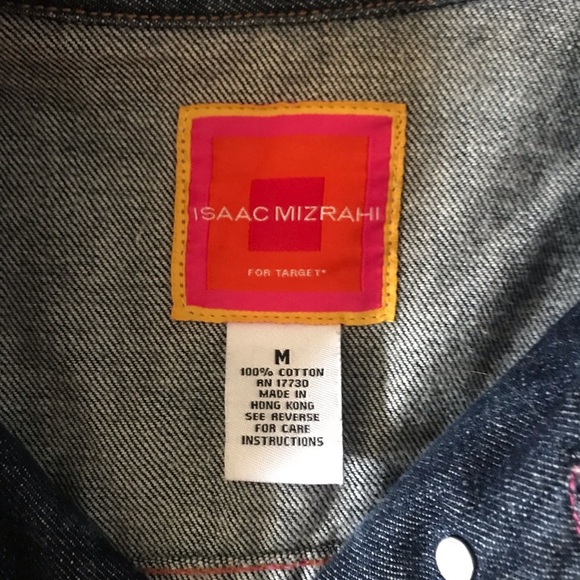 ISAAC MIZRAHI
FOR TARGET*
M
100% COTTON
RN 17730
MADE IN
HONG KONG
SEE REVERSE
FOR CARE
INSTRUCTIONS